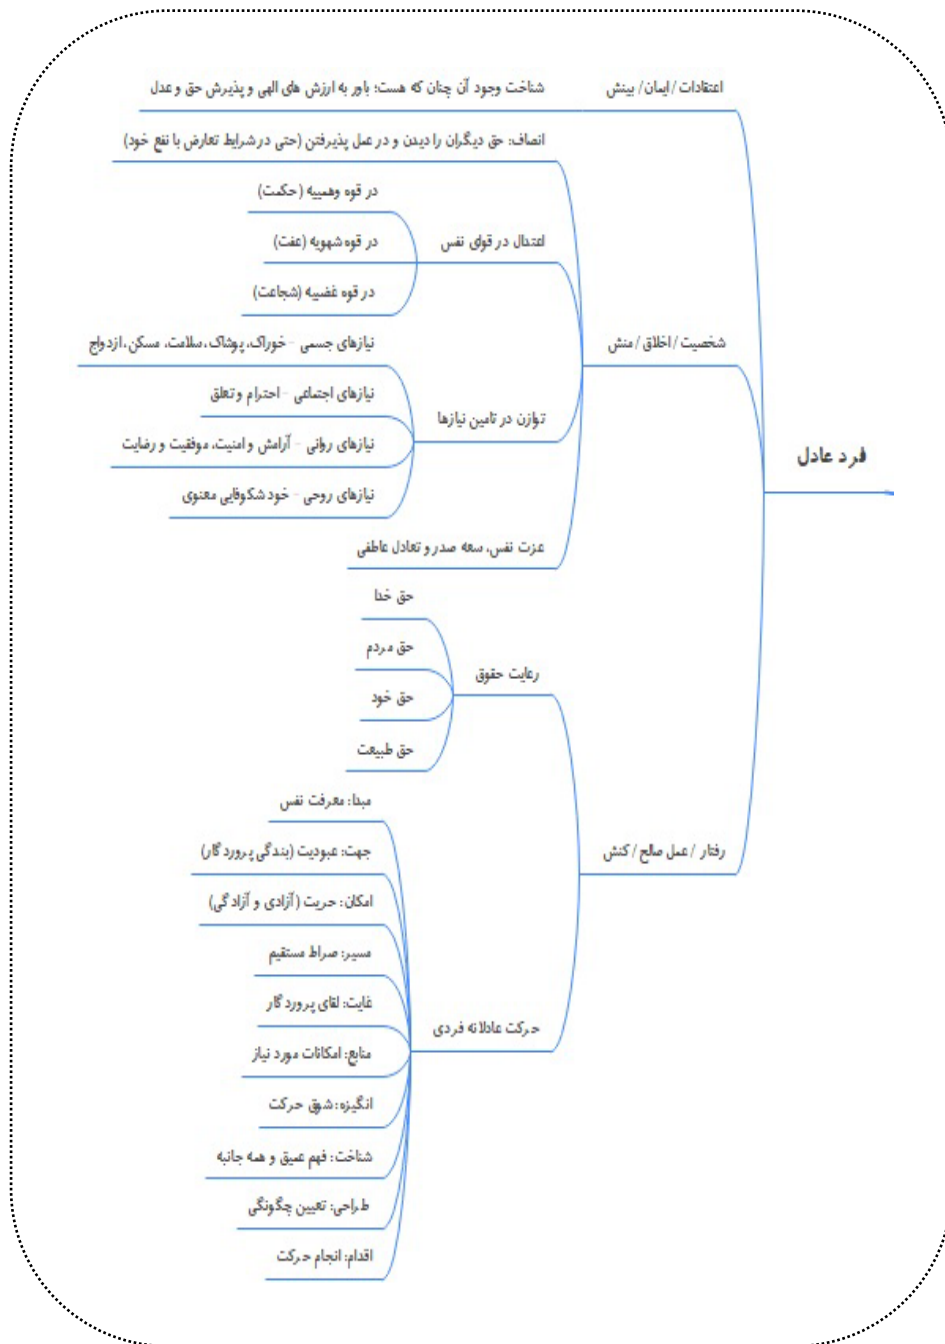 فرد عادل
اعتقادات / ایمان / بینش
شناخت وجود آن چنان که هست: باور به ارزش های الهی و پذیرش حق و عدل
شخصیت / اخلاق / منش
انصاف: حق دیگران را دیدن و در عمل پذیرفتن (حتی در شرایط تعارض با نفع خود)
اعتدال در قوای نفس
در قوه وهمیه (حکمت)
در قوه شهویه (عفت)
در قوه غضبیه (شجاعت)
توازن در تامین نیازها
نیازهای جسمی - خوراک، پوشاک، سلامت، مسکن، ازدواج
نیازهای اجتماعی - احترام و تعلق
نیازهای روانی - آرامش و امنیت، موفقیت و رضایت
نیازهای روحی - خود شکوفایی معنوی
عزت نفس، سعه صدر و تعادل عاطفی
رفتار / عمل صالح / کنش
رعایت حقوق
حق خدا
حق مردم
حق خود
حق طبیعت
حرکت عادلانه فردی
مبدا: معرفت نفس
جهت: عبودیت (بندگی پرورد گار)
امکان: حریت (آزادی و آزاد گی)
مسیر: صراط مستقیم
غایت: لقای پرورد گار
منابع: امکانات مورد نیاز
انگیزه: شوق حرکت
شناخت: فهم عمیق و همه جانبه
طراحی: تعیین چگونگی
اقدام: انجام حرکت